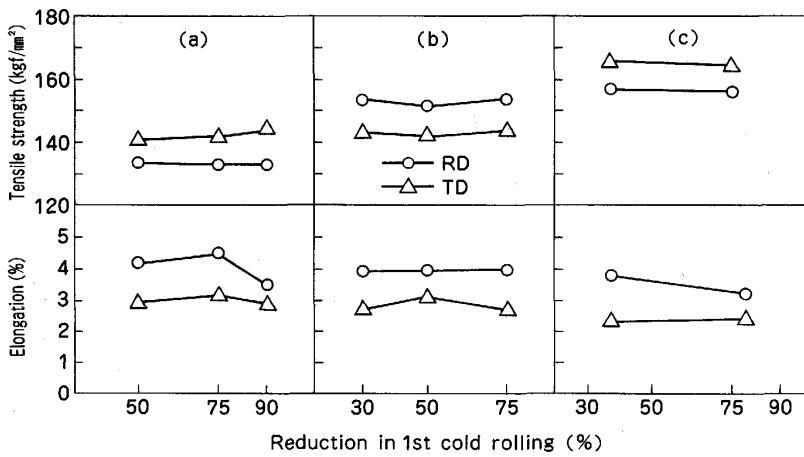 (a) (b) (c)
Tensile strength (kgf/mm²)
180
160
140
120
RD
TD
Elongation (%)
5
4
3
2
1
0
50 75 90 30 50 75 30 50 75 90
Reduction in 1st cold rolling (%)